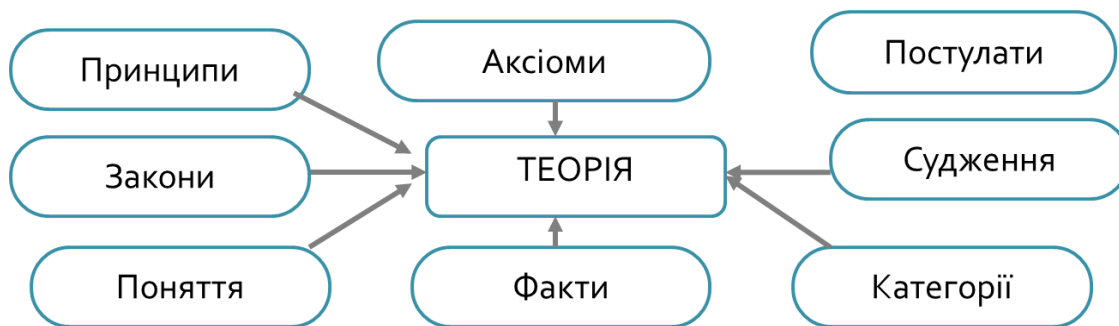 Принципи
Аксіоми
Постулати
Закони
ТЕОРІЯ
Судження
Поняття
Факти
Категорії